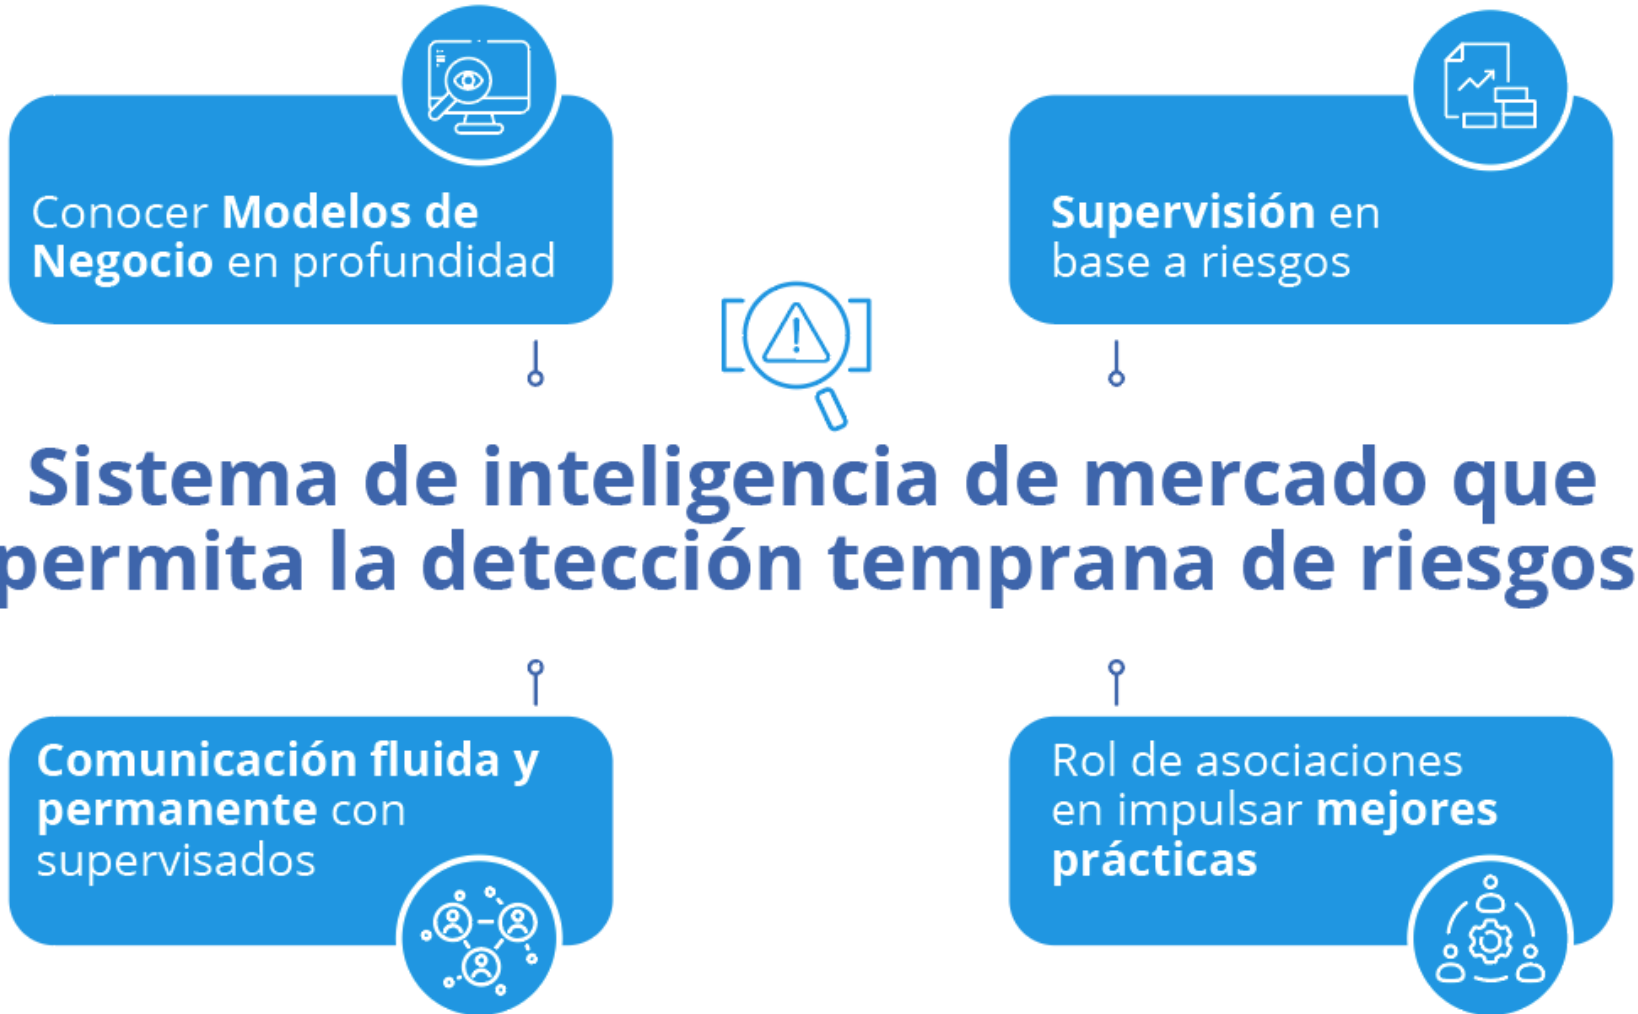 Conocer Modelos de
Negocio en profundidad
Supervisión en
base a riesgos
Sistema de inteligencia de mercado que
permita la detección temprana de riesgos
Comunicación fluida y
permanente con
supervisados
Rol de asociaciones
en impulsar mejores
prácticas